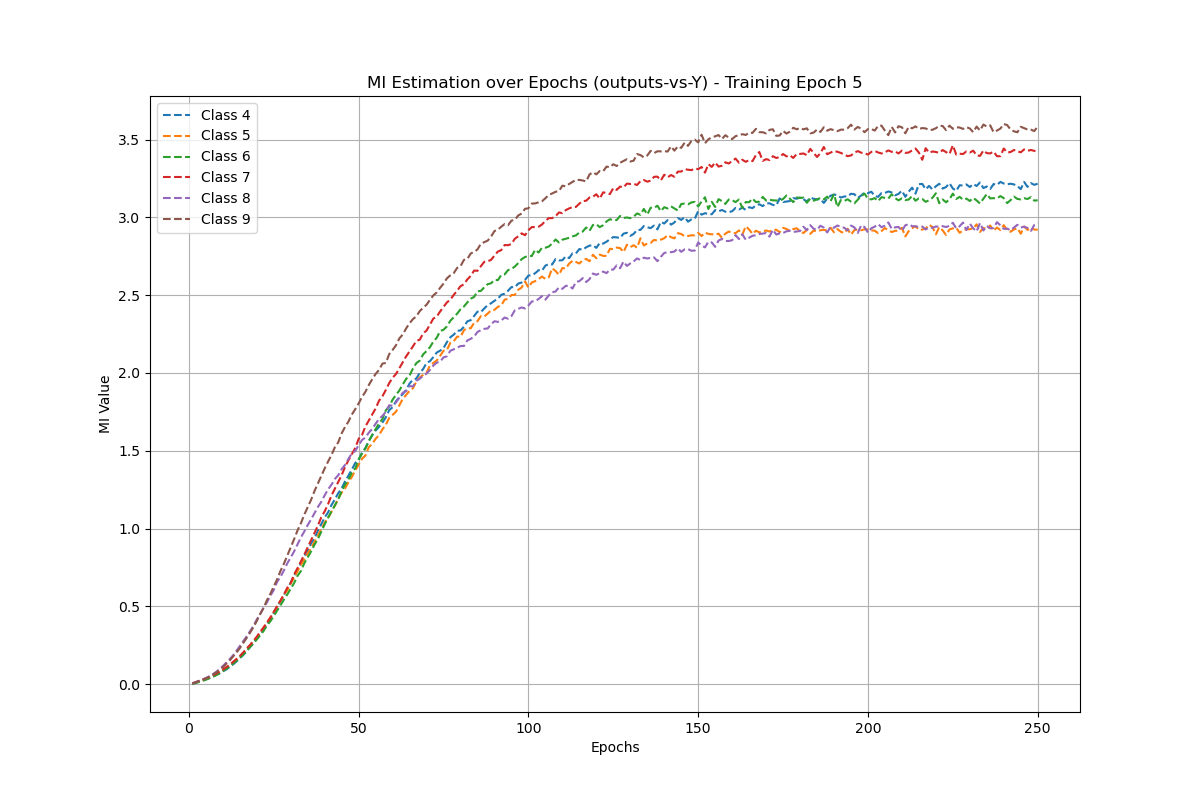 MI Estimation over Epochs (outputs-vs-Y) - Training Epoch 5
Class 4
Class 5
Class 6
Class 7
Class 8
Class 9
MI Value
3.5
3.0
2.5
2.0
1.5
1.0
0.5
0.0
0 50 100 150 200 250
Epochs